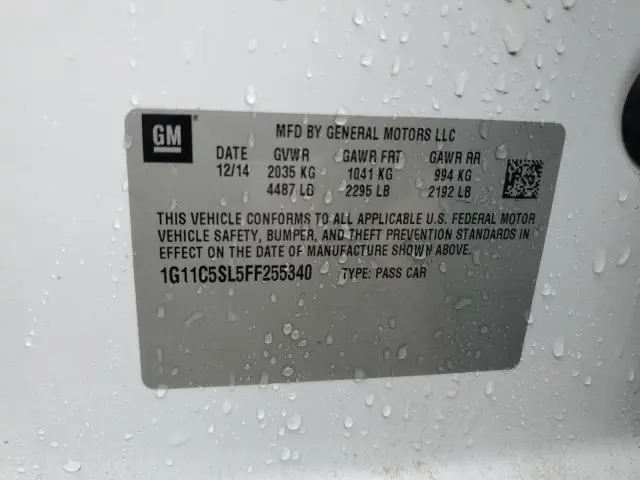 GM®
MFD BY GENERAL MOTORS LLC
DATE GVWR GAWR FRT GAWR RR
12/14 2035 KG 1041 KG 994 KG
4487 LB 2295 LB 2192 LB
THIS VEHICLE CONFORMS TO ALL APPLICABLE U.S. FEDERAL MOTOR
VEHICLE SAFETY, BUMPER, AND THEFT PREVENTION STANDARDS IN
EFFECT ON THE DATE OF MANUFACTURE SHOWN ABOVE.
1G11C5SL5FF255340 TYPE: PASS CAR